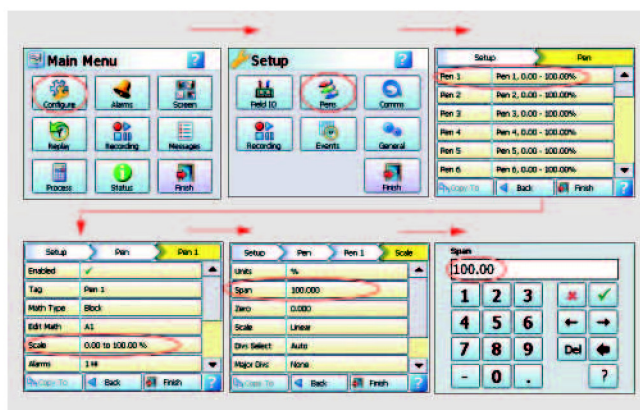 Main Menu ?
Configure Alarms Screen
Replay Recording Messages
Process Status Finish
Setup ?
Field IO Pens Comms
Recording Events General
Finish
Setup Pen
Pen 1 Pen 1, 0.00 - 100.00%
Pen 2 Pen 2, 0.00 - 100.00%
Pen 3 Pen 3, 0.00 - 100.00%
Pen 4 Pen 4, 0.00 - 100.00%
Pen 5 Pen 5, 0.00 - 100.00%
Pen 6 Pen 6, 0.00 - 100.00%
Copy To Back Finish ?
Setup Pen Pen 1
Enabled ✓
Tag Pen 1
Math Type Block
Edit Math A1
Scale 0.00 to 100.00 %
Alarms
Copy To Back Finish ?
Setup Pen Pen 1 Scale
Units %
Span 100.000
Zero 0.000
Scale Linear
Divs Select Auto
Major Divs None
Copy To Back Finish ?
Span
100.00
1 2 3
4 5 6
7 8 9 Del
- 0 . ?